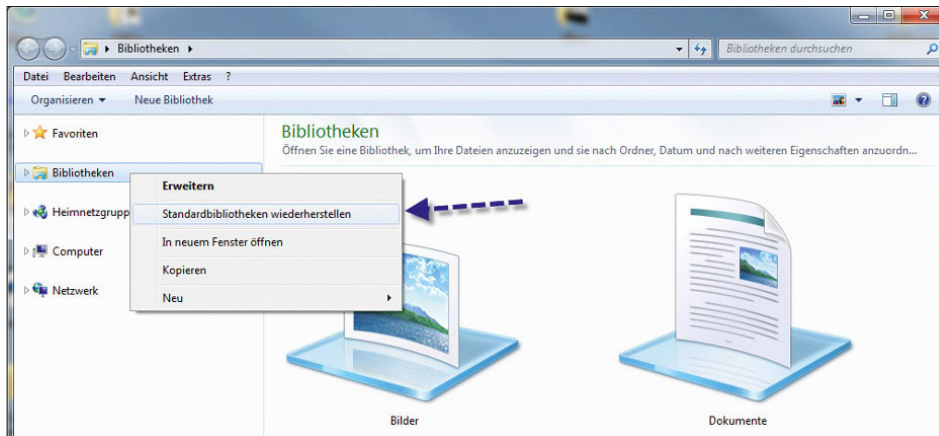 Bibliotheken
Bibliotheken durchsuchen
Datei Bearbeiten Ansicht Extras ?
Organisieren Neue Bibliothek
Favoriten
Bibliotheken
Heimnetzgrupp
Computer
Netzwerk
Erweitern
Standardbibliotheken wiederherstellen
In neuem Fenster öffnen
Kopieren
Neu
Bibliotheken
Öffnen Sie eine Bibliothek, um Ihre Dateien anzuzeigen und sie nach Ordner, Datum und nach weiteren Eigenschaften anzuordn...
Bilder
Dokumente